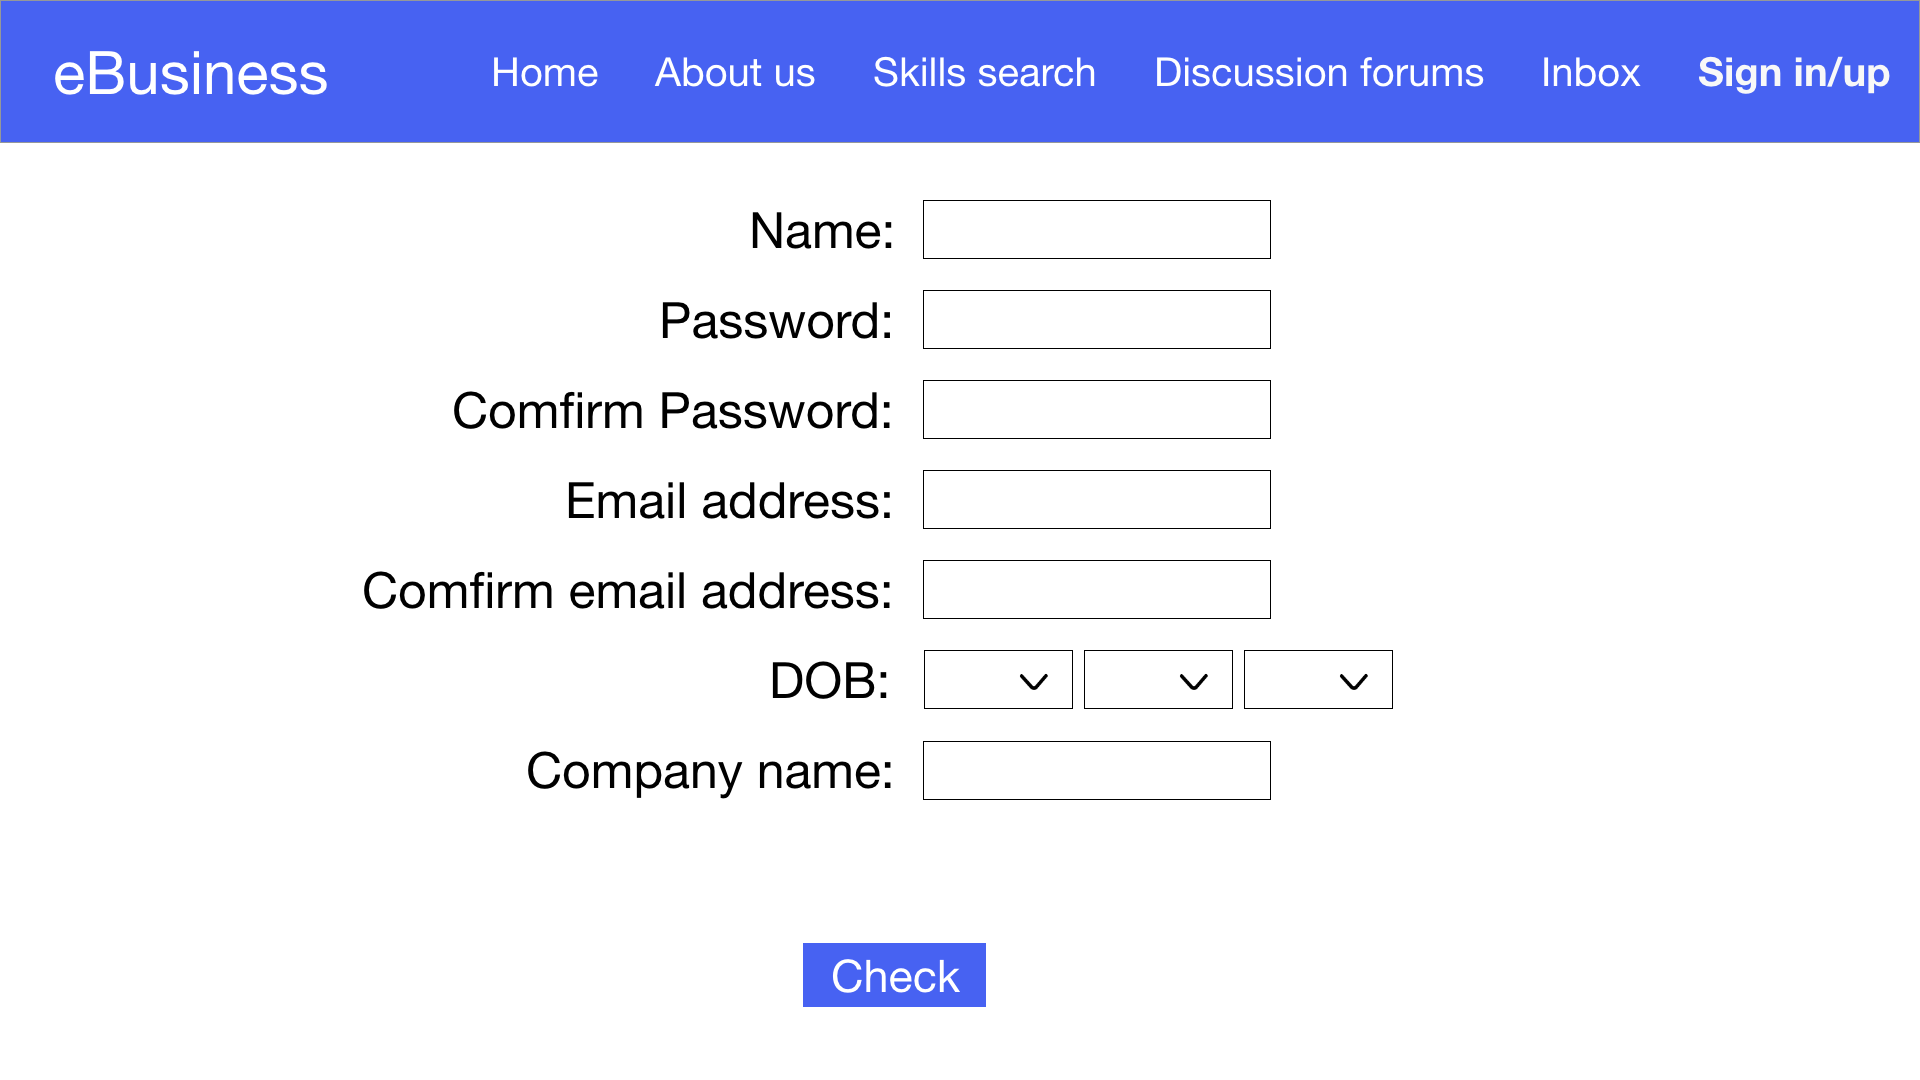 eBusiness Home About us Skills search Discussion forums Inbox Sign in/up
Name:
Password:
Comfirm Password:
Email address:
Comfirm email address:
DOB:
Company name:
Check